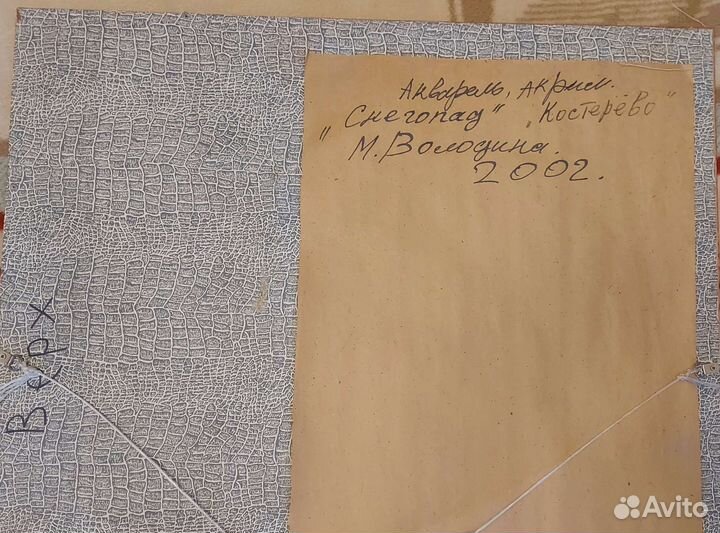 Акварель, акрил.
„Снегопад" „Костерёво"
М. Володина.
2002.
Верх
Avito